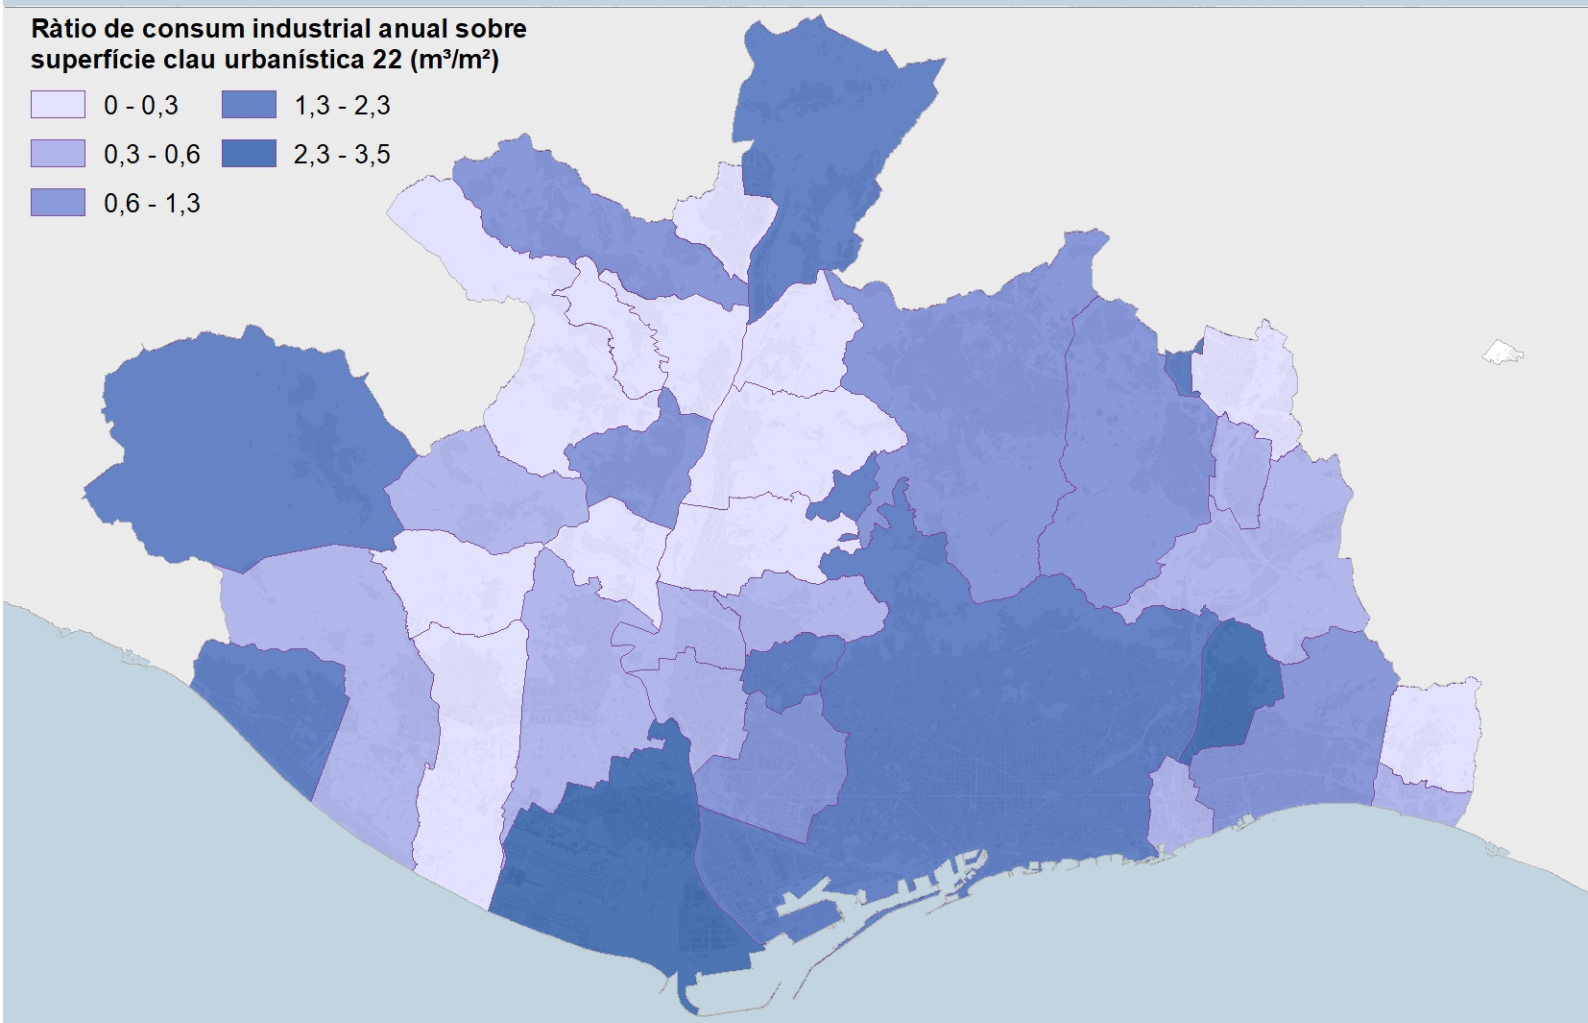 Ràtio de consum industrial anual sobre
superfície clau urbanística 22 (m³/m²)
0 - 0,3
0,3 - 0,6
0,6 - 1,3
1,3 - 2,3
2,3 - 3,5